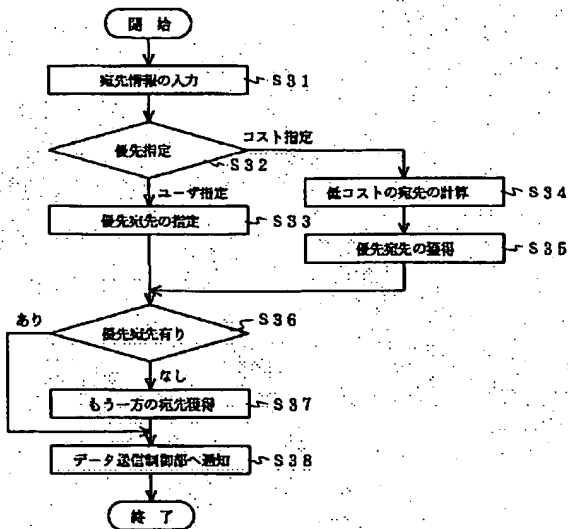 開 始
宛先情報の入力
S31
優先指定
コスト指定
S32
ユーザ指定
優先宛先の指定
S33
低コストの宛先の計算
S34
優先宛先の獲得
S35
優先宛先有り
S36
あり
なし
もう一方の宛先獲得
S37
データ送信制御部へ通知
S38
終 了